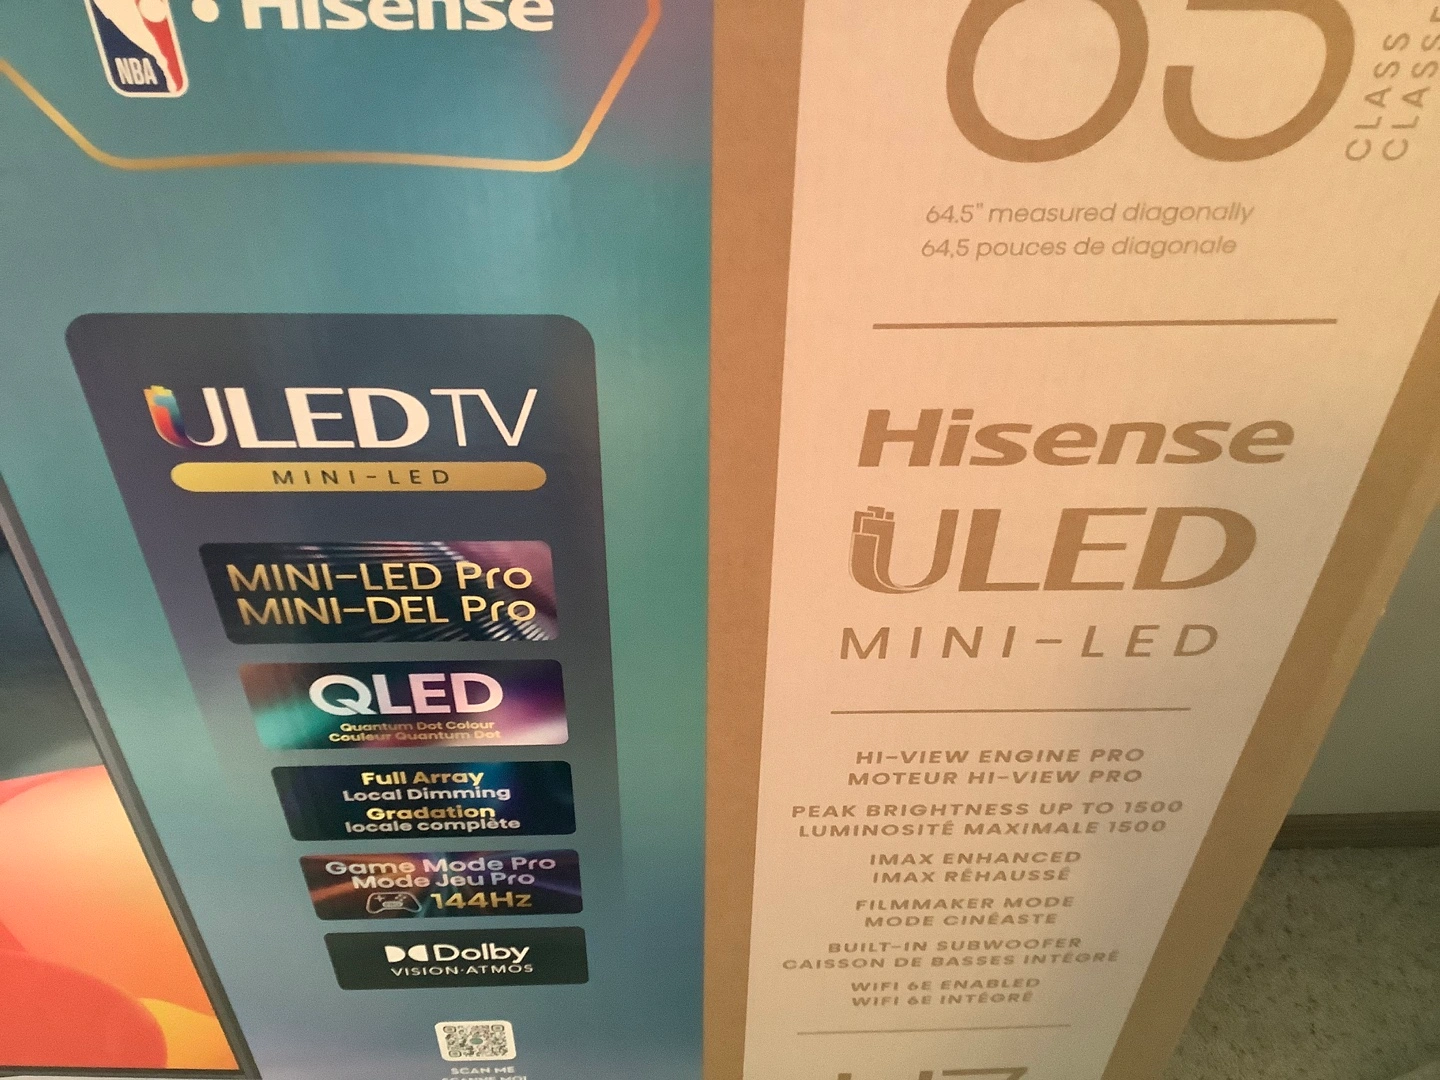 NBA
Hisense
ULED TV
MINI-LED
MINI-LED Pro
MINI-DEL Pro
QLED
Quantum Dot Colour
Couleur Quantum Dot
Full Array
Local Dimming
Gradation
locale complète
Game Mode Pro
Mode Jeu Pro
144Hz
Dolby
VISION·ATMOS
SCAN ME
SCANNE MOI
65
CLASS
CLASSE
64.5" measured diagonally
64,5 pouces de diagonale
Hisense
ULED
MINI-LED
HI-VIEW ENGINE PRO
MOTEUR HI-VIEW PRO
PEAK BRIGHTNESS UP TO 1500
LUMINOSITÉ MAXIMALE 1500
IMAX ENHANCED
IMAX RÉHAUSSÉ
FILMMAKER MODE
MODE CINÉASTE
BUILT-IN SUBWOOFER
CAISSON DE BASSES INTÉGRÉ
WIFI 6E ENABLED
WIFI 6E INTÉGRÉ